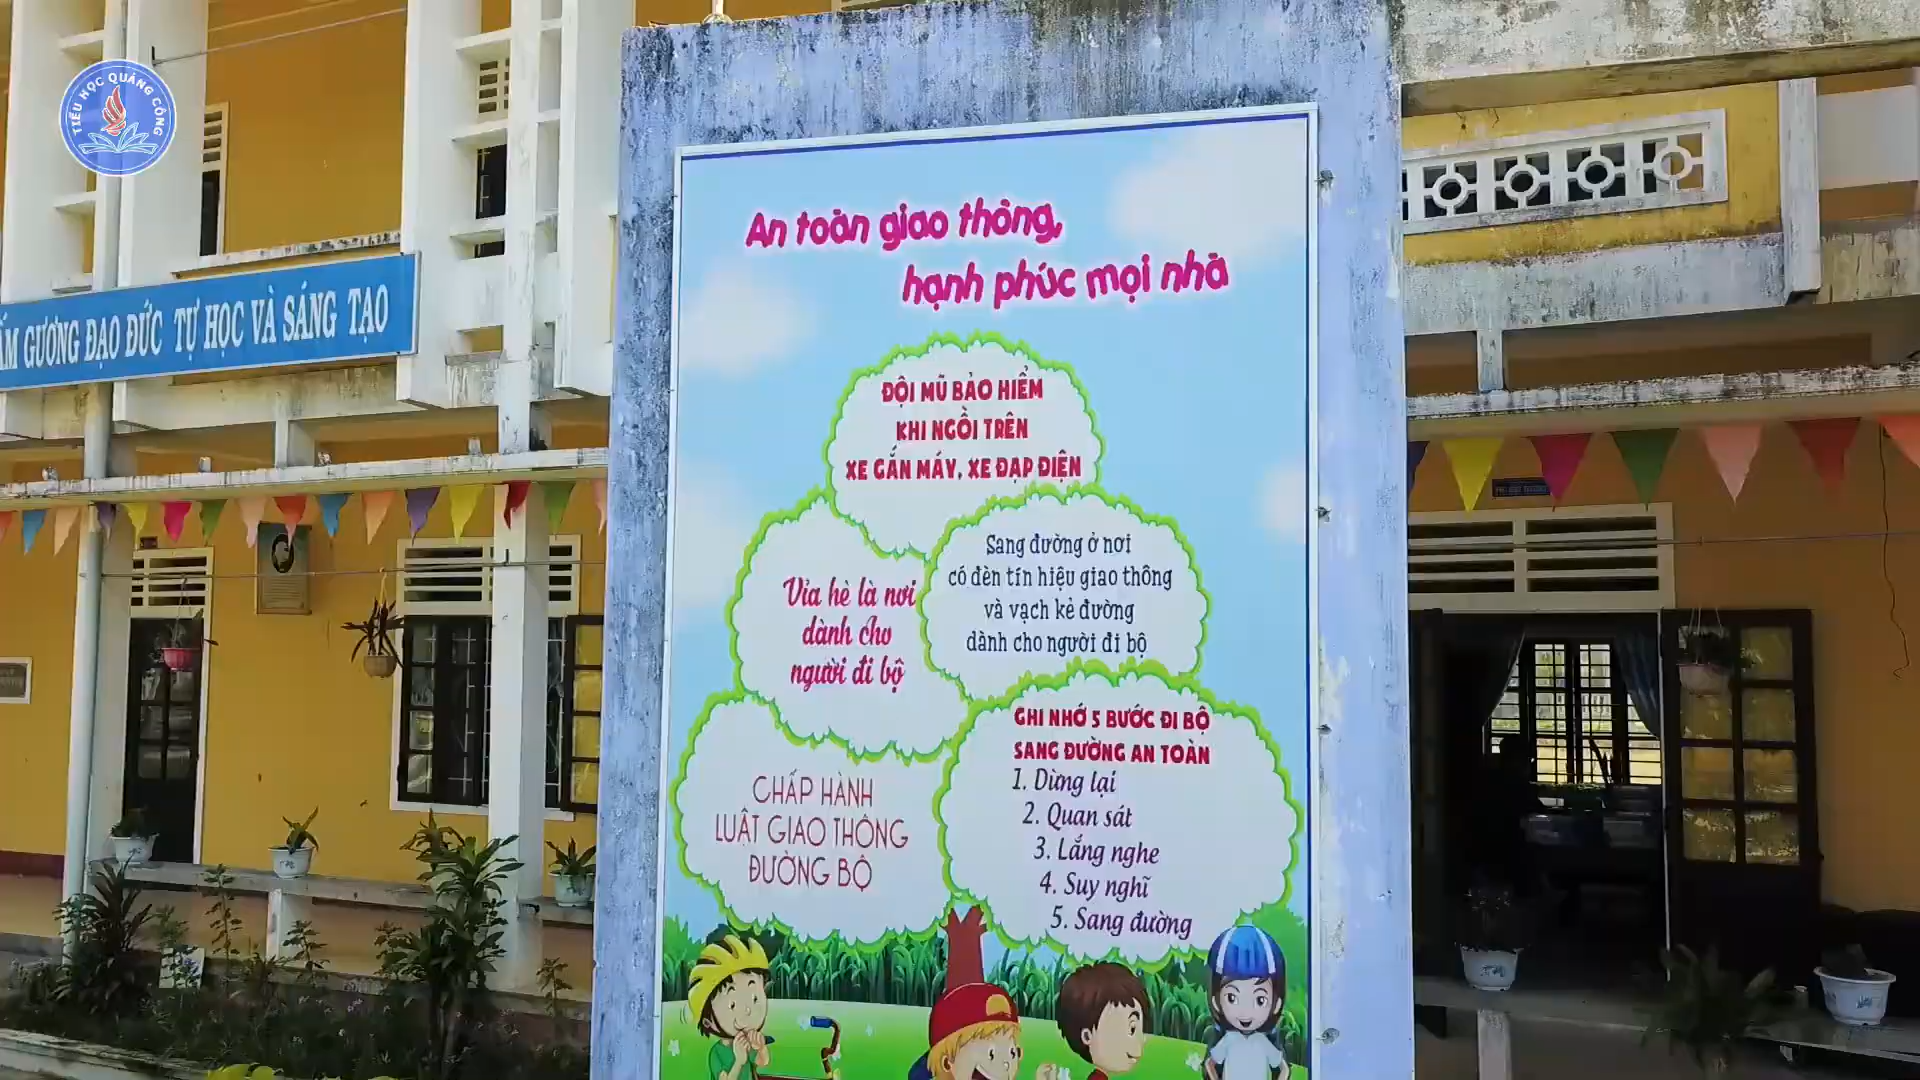 TIỂU HỌC QUẢNG CÔNG
GƯƠNG ĐẠO ĐỨC TỰ HỌC VÀ SÁNG TẠO
An toàn giao thông,
hạnh phúc mọi nhà
ĐỘI MŨ BẢO HIỂM
KHI NGỒI TRÊN
XE GẮN MÁY, XE ĐẠP ĐIỆN
Vỉa hè là nơi
dành cho
người đi bộ
Sang đường ở nơi
có đèn tín hiệu giao thông
và vạch kẻ đường
dành cho người đi bộ
CHẤP HÀNH
LUẬT GIAO THÔNG
ĐƯỜNG BỘ
GHI NHỚ 5 BƯỚC ĐI BỘ
SANG ĐƯỜNG AN TOÀN
1. Dừng lại
2. Quan sát
3. Lắng nghe
4. Suy nghĩ
5. Sang đường